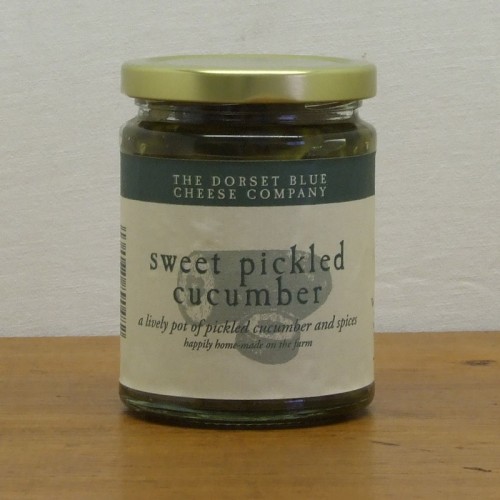 THE DORSET BLUE
CHEESE COMPANY
sweet pickled
cucumber
a lively pot of pickled cucumber and spices
happily home-made on the farm